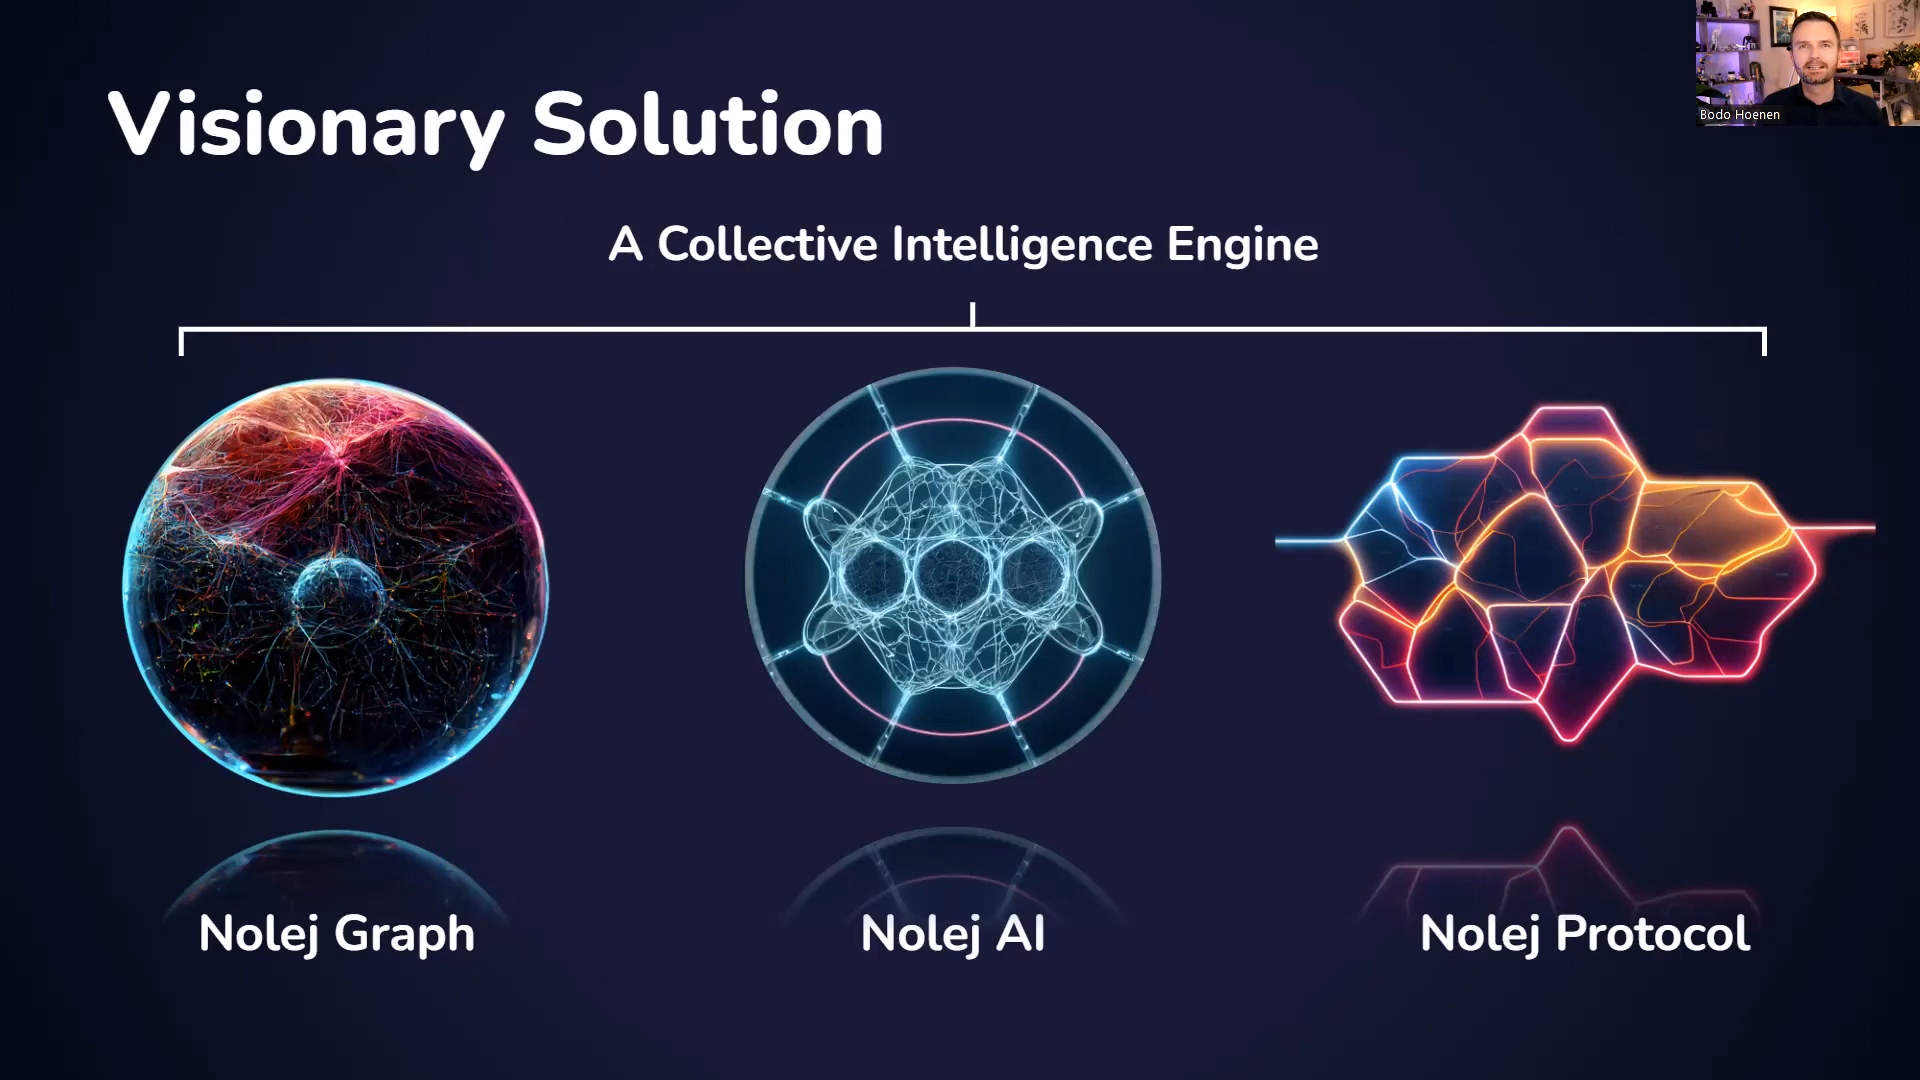 Visionary Solution
Bodo Hoenen
A Collective Intelligence Engine
Nolej Graph
Nolej AI
Nolej Protocol